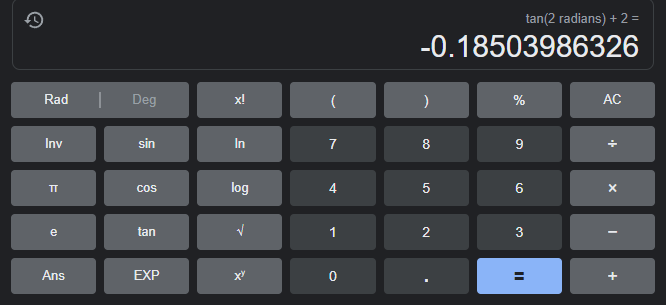 tan(2 radians) + 2 =
-0.18503986326
Rad | Deg x! ( ) % AC
Inv sin ln 7 8 9 ÷
π cos log 4 5 6 ×
e tan √ 1 2 3 −
Ans EXP xʸ 0 . = +